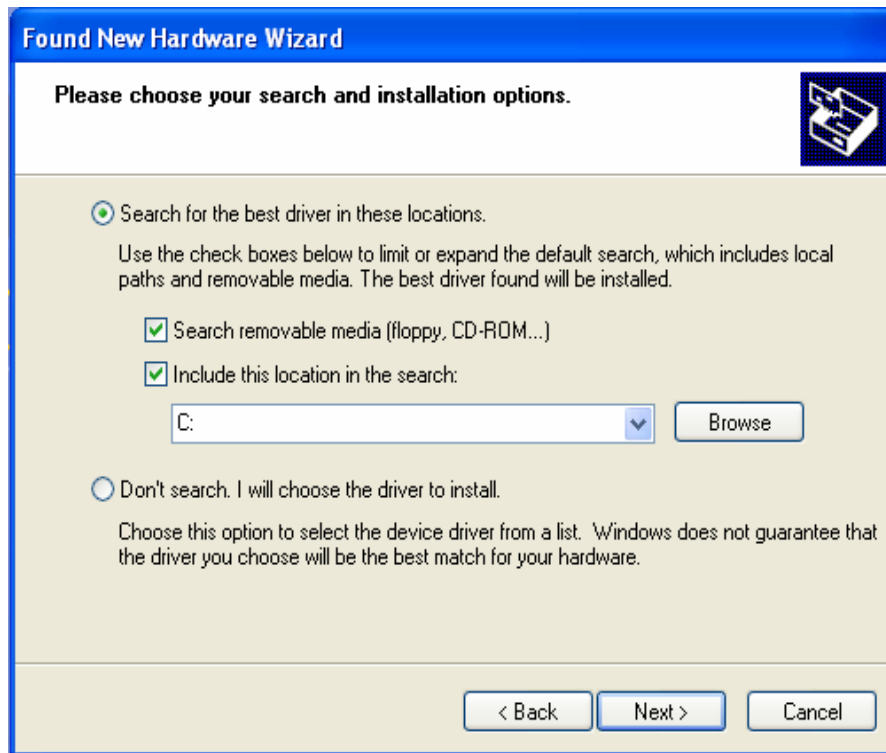 Found New Hardware Wizard
Please choose your search and installation options.
Search for the best driver in these locations.
Use the check boxes below to limit or expand the default search, which includes local
paths and removable media. The best driver found will be installed.
Search removable media (floppy, CD-ROM...)
Include this location in the search:
C:
Browse
Don't search. I will choose the driver to install.
Choose this option to select the device driver from a list.  Windows does not guarantee that
the driver you choose will be the best match for your hardware.
< Back
Next >
Cancel